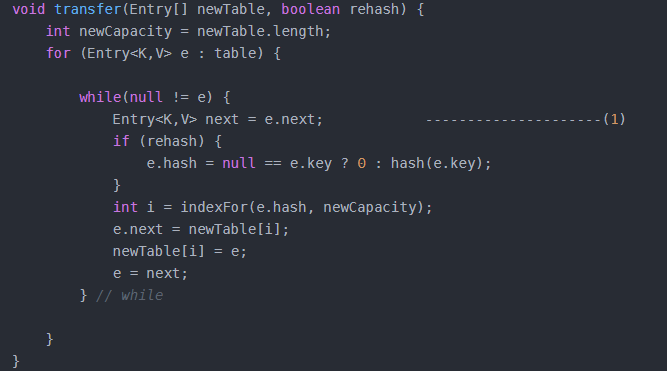 void transfer(Entry[] newTable, boolean rehash) {
    int newCapacity = newTable.length;
    for (Entry<K,V> e : table) {

        while(null != e) {
            Entry<K,V> next = e.next;            ---------------------(1)
            if (rehash) {
                e.hash = null == e.key ? 0 : hash(e.key);
            }
            int i = indexFor(e.hash, newCapacity);
            e.next = newTable[i];
            newTable[i] = e;
            e = next;
        } // while

    }
}